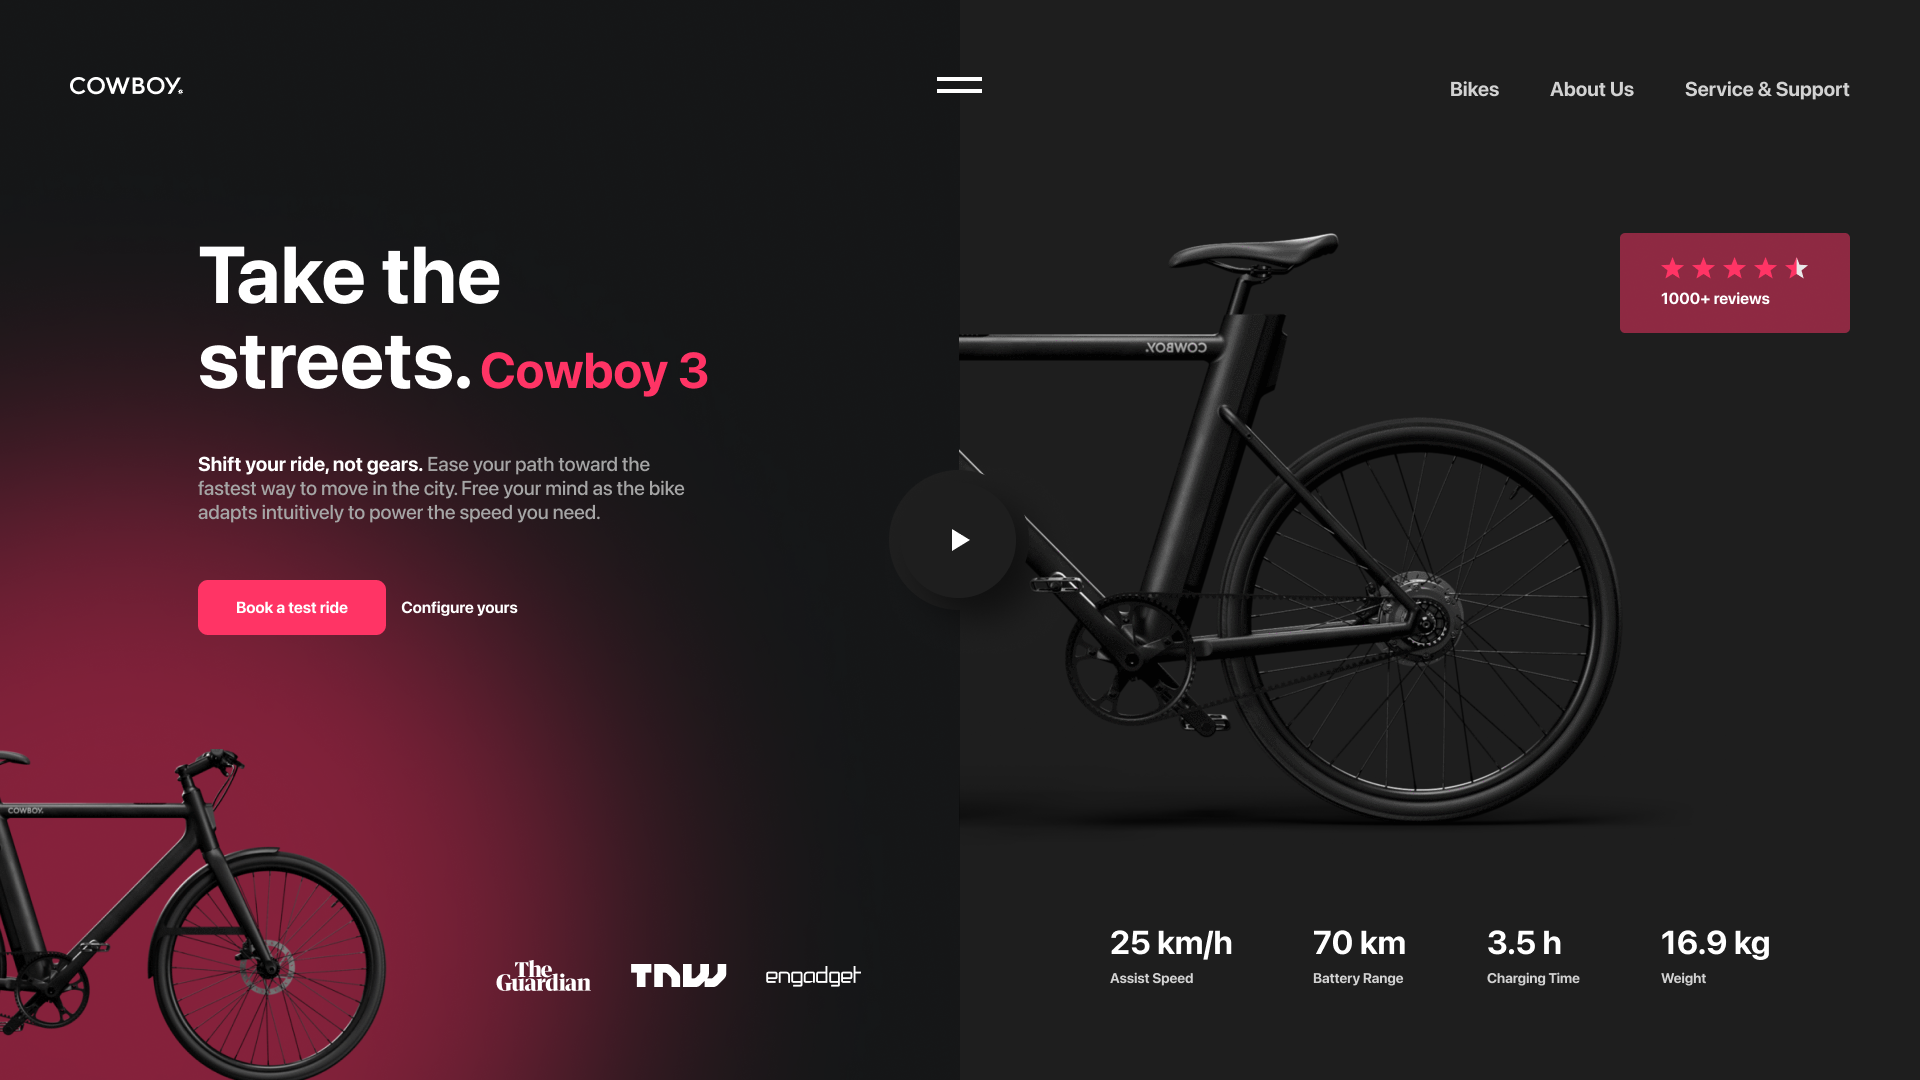 COWBOY.
Bikes
About Us
Service & Support
Take the
streets. Cowboy 3
Shift your ride, not gears. Ease your path toward the
fastest way to move in the city. Free your mind as the bike
adapts intuitively to power the speed you need.
Book a test ride
Configure yours
1000+ reviews
COWBOY.
COWBOY.
The
Guardian
TNW
engadget
25 km/h
Assist Speed
70 km
Battery Range
3.5 h
Charging Time
16.9 kg
Weight